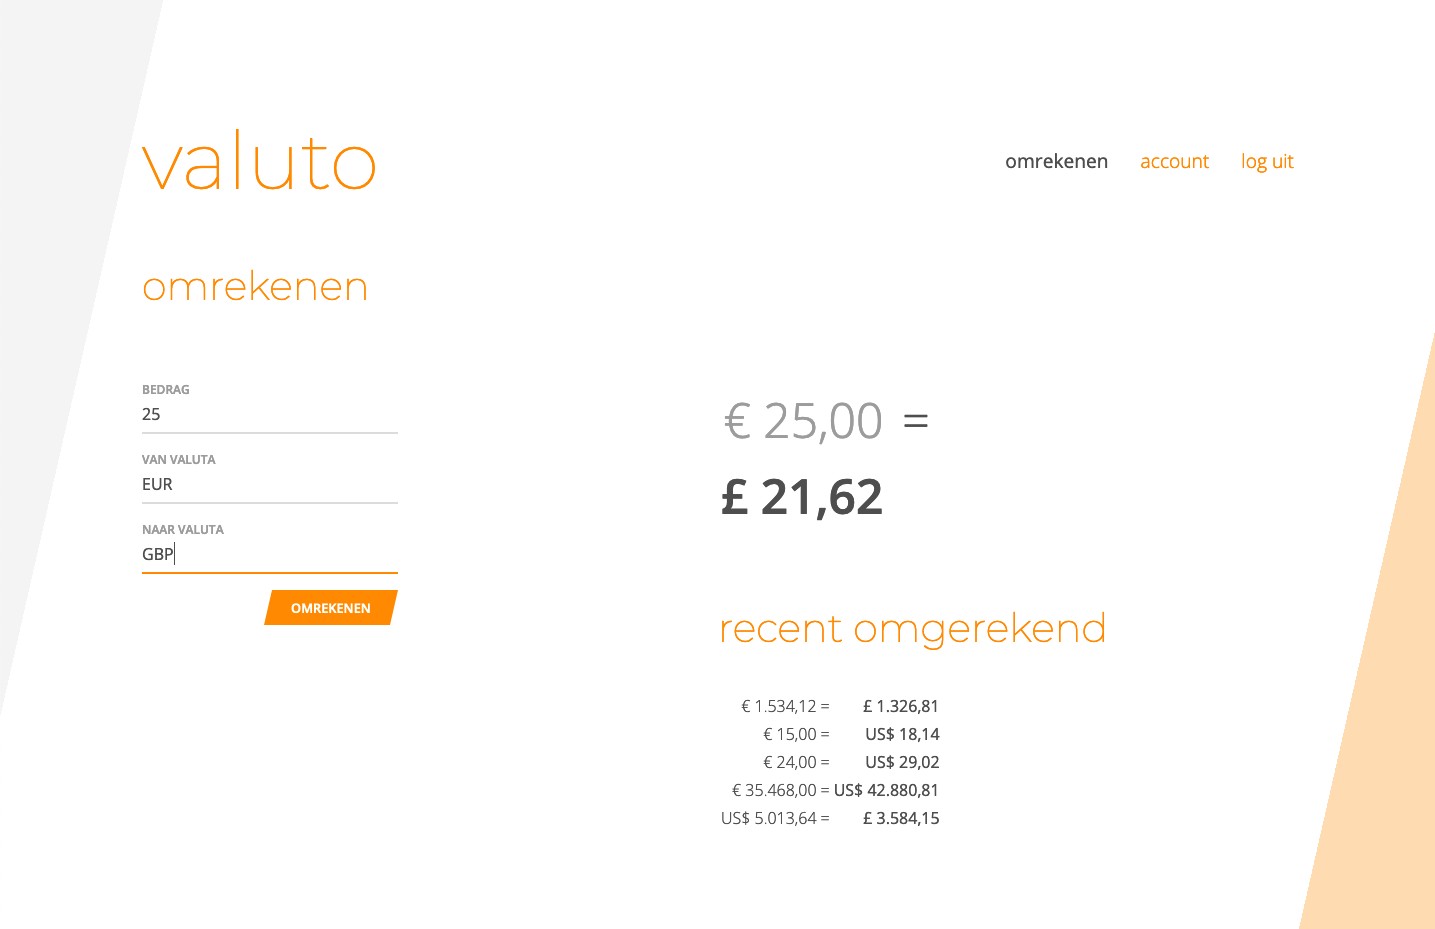 valuto
omrekenen account log uit
omrekenen
BEDRAG
25
VAN VALUTA
EUR
NAAR VALUTA
GBP
OMREKENEN
€ 25,00 =
£ 21,62
recent omgerekend
€ 1.534,12 = £ 1.326,81
€ 15,00 = US$ 18,14
€ 24,00 = US$ 29,02
€ 35.468,00 = US$ 42.880,81
US$ 5.013,64 = £ 3.584,15